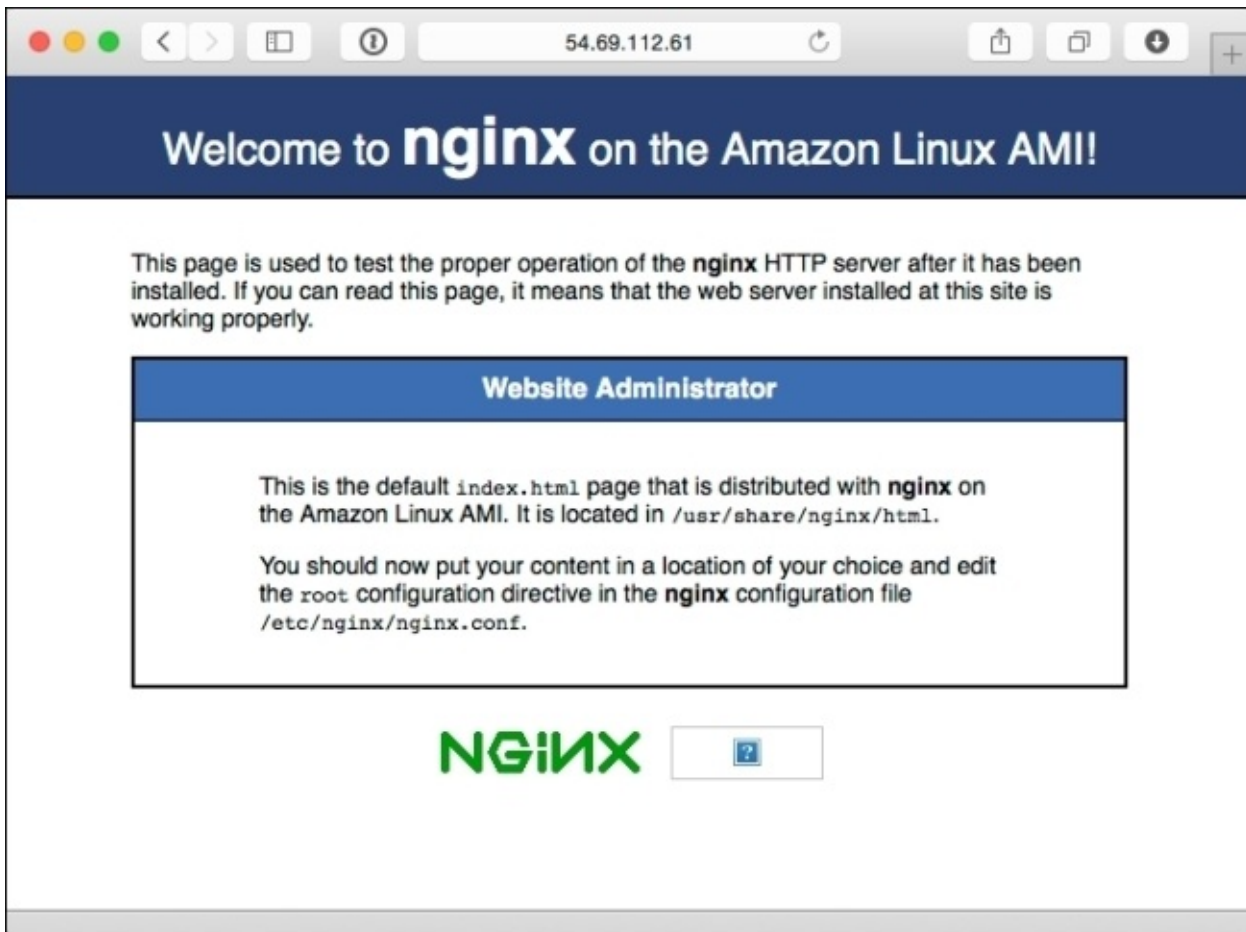 54.69.112.61
Welcome to nginx on the Amazon Linux AMI!
This page is used to test the proper operation of the nginx HTTP server after it has been
installed. If you can read this page, it means that the web server installed at this site is
working properly.
Website Administrator
This is the default index.html page that is distributed with nginx on
the Amazon Linux AMI. It is located in /usr/share/nginx/html.
You should now put your content in a location of your choice and edit
the root configuration directive in the nginx configuration file
/etc/nginx/nginx.conf.
NGiNX